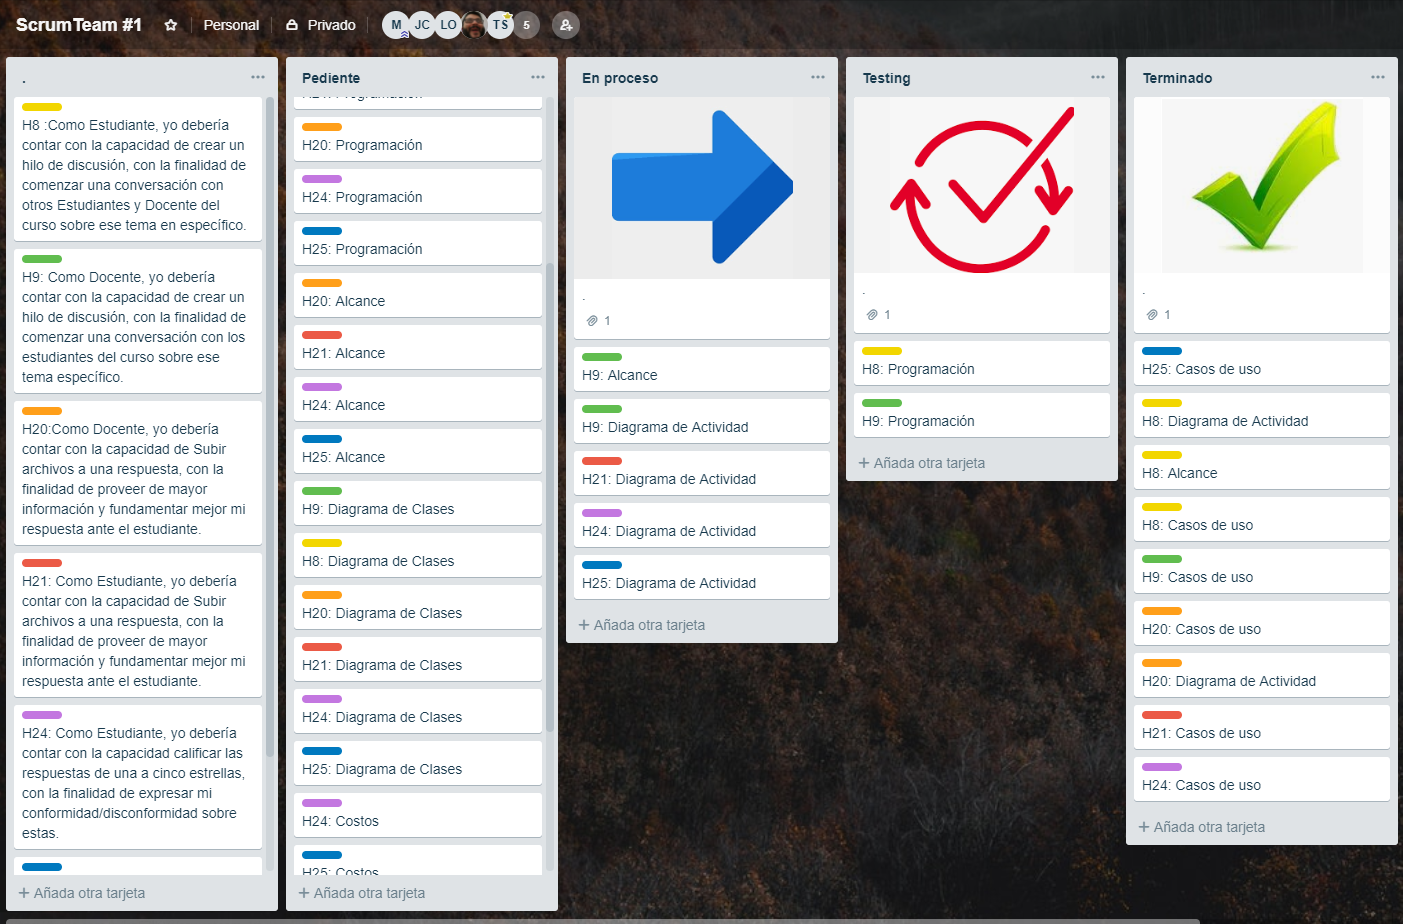 ScrumTeam #1
Personal
Privado
M
JC
LO
TS
5
.
H8 :Como Estudiante, yo debería
contar con la capacidad de crear un
hilo de discusión, con la finalidad de
comenzar una conversación con
otros Estudiantes y Docente del
curso sobre ese tema en específico.
H9: Como Docente, yo debería
contar con la capacidad de crear un
hilo de discusión, con la finalidad de
comenzar una conversación con los
estudiantes del curso sobre ese
tema específico.
H20:Como Docente, yo debería
contar con la capacidad de Subir
archivos a una respuesta, con la
finalidad de proveer de mayor
información y fundamentar mejor mi
respuesta ante el estudiante.
H21: Como Estudiante, yo debería
contar con la capacidad de Subir
archivos a una respuesta, con la
finalidad de proveer de mayor
información y fundamentar mejor mi
respuesta ante el estudiante.
H24: Como Estudiante, yo debería
contar con la capacidad calificar las
respuestas de una a cinco estrellas,
con la finalidad de expresar mi
conformidad/disconformidad sobre
estas.
+ Añada otra tarjeta
Pediente
H21: Programación
H20: Programación
H24: Programación
H25: Programación
H20: Alcance
H21: Alcance
H24: Alcance
H25: Alcance
H9: Diagrama de Clases
H8: Diagrama de Clases
H20: Diagrama de Clases
H21: Diagrama de Clases
H24: Diagrama de Clases
H25: Diagrama de Clases
H24: Costos
H25: Costos
+ Añada otra tarjeta
En proceso
.
1
H9: Alcance
H9: Diagrama de Actividad
H21: Diagrama de Actividad
H24: Diagrama de Actividad
H25: Diagrama de Actividad
+ Añada otra tarjeta
Testing
.
1
H8: Programación
H9: Programación
+ Añada otra tarjeta
Terminado
.
1
H25: Casos de uso
H8: Diagrama de Actividad
H8: Alcance
H8: Casos de uso
H9: Casos de uso
H20: Casos de uso
H20: Diagrama de Actividad
H21: Casos de uso
H24: Casos de uso
+ Añada otra tarjeta